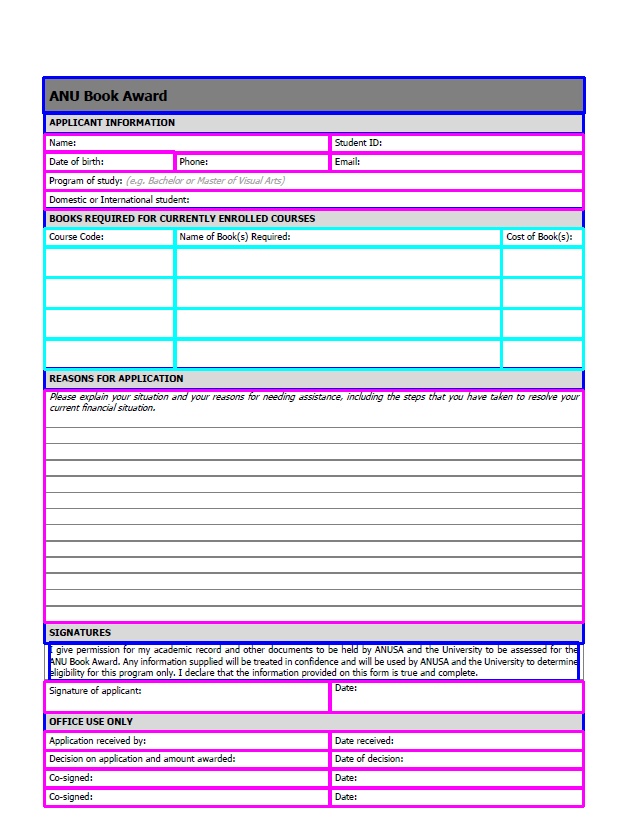 ANU Book Award
APPLICANT INFORMATION
Name: Student ID:
Date of birth: Phone: Email:
Program of study: (e.g. Bachelor or Master of Visual Arts)
Domestic or International student:
BOOKS REQUIRED FOR CURRENTLY ENROLLED COURSES
Course Code: Name of Book(s) Required: Cost of Book(s):
REASONS FOR APPLICATION
Please explain your situation and your reasons for needing assistance, including the steps that you have taken to resolve your
current financial situation.
SIGNATURES
I give permission for my academic record and other documents to be held by ANUSA and the University to be assessed for the
ANU Book Award. Any information supplied will be treated in confidence and will be used by ANUSA and the University to determine
eligibility for this program only. I declare that the information provided on this form is true and complete.
Signature of applicant: Date:
OFFICE USE ONLY
Application received by: Date received:
Decision on application and amount awarded: Date of decision:
Co-signed: Date:
Co-signed: Date: